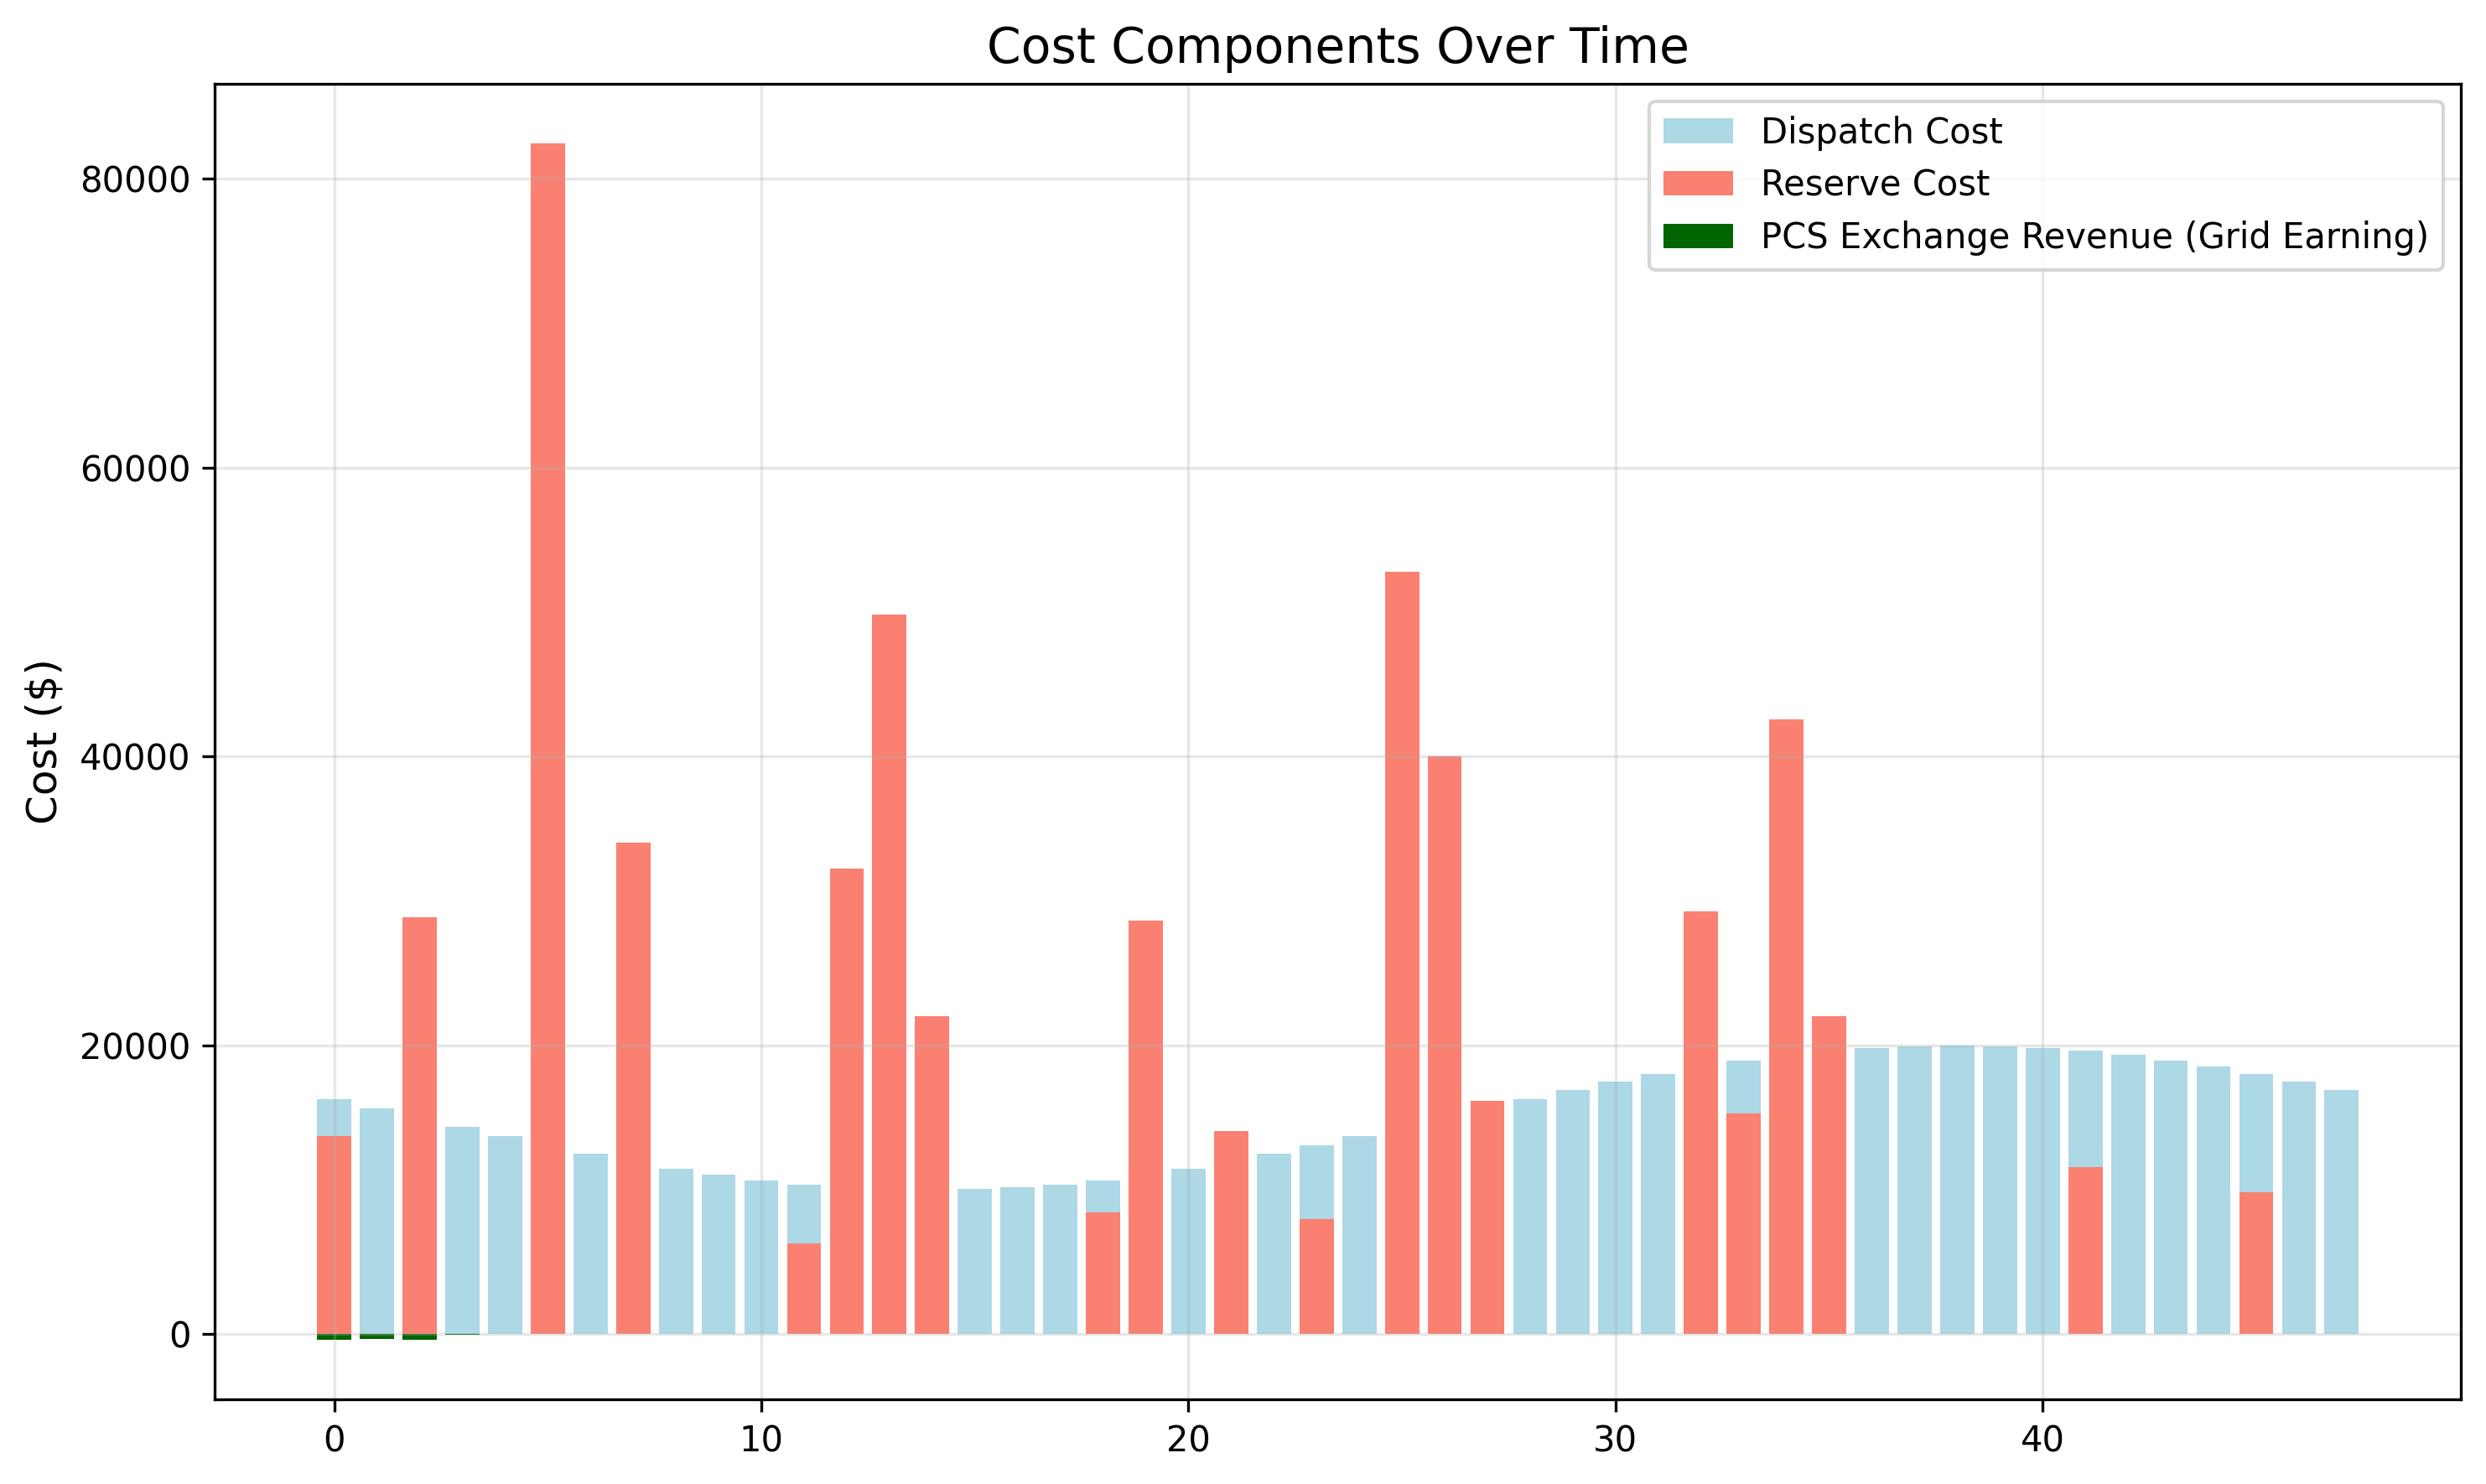 Cost Components Over Time
Dispatch Cost
Reserve Cost
PCS Exchange Revenue (Grid Earning)
Cost ($)
80000
60000
40000
20000
0
0 10 20 30 40